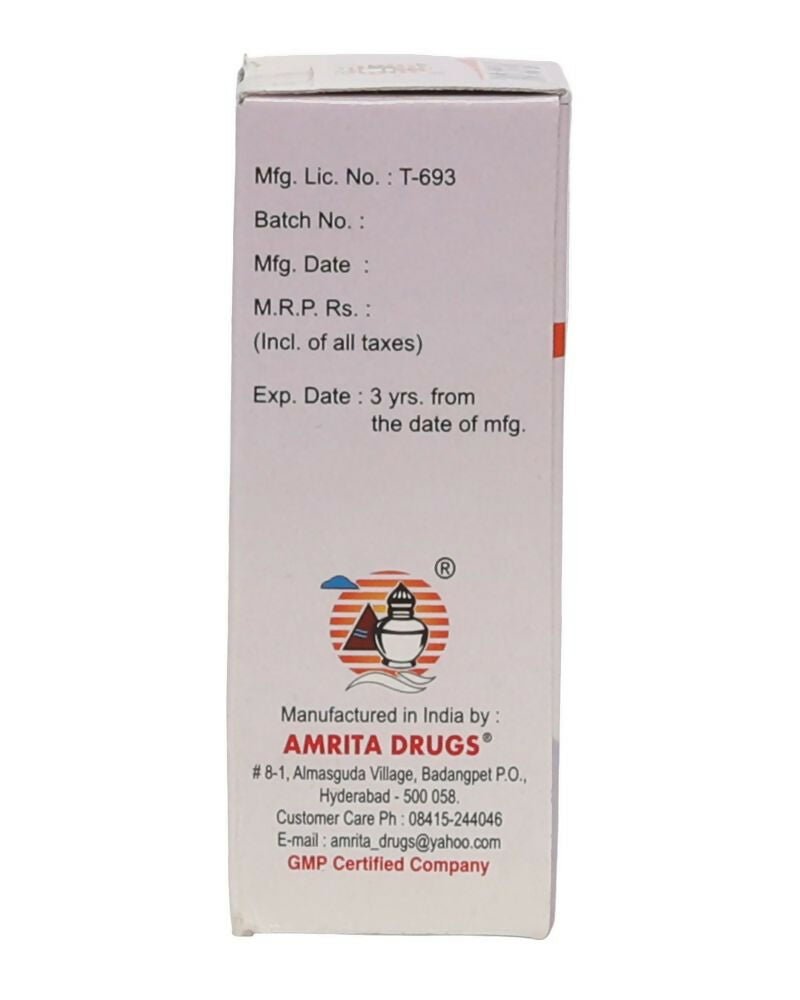 Mfg. Lic. No. : T-693
Batch No. :
Mfg. Date :
M.R.P. Rs. :
(Incl. of all taxes)
Exp. Date : 3 yrs. from
the date of mfg.
®
Manufactured in India by :
AMRITA DRUGS®
# 8-1, Almasguda Village, Badangpet P.O.,
Hyderabad - 500 058.
Customer Care Ph : 08415-244046
E-mail : amrita_drugs@yahoo.com
GMP Certified Company